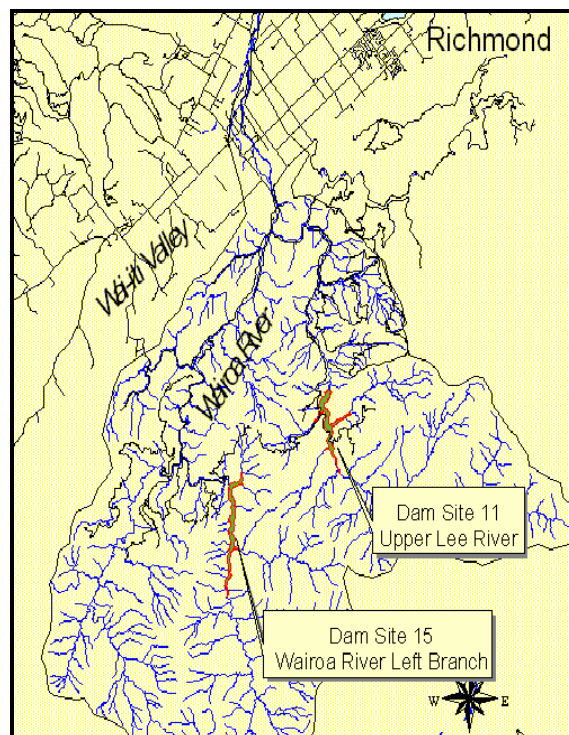 Richmond
Wai-iti Valley
Wairoa River
Dam Site 11
Upper Lee River
Dam Site 15
Wairoa River Left Branch
W E